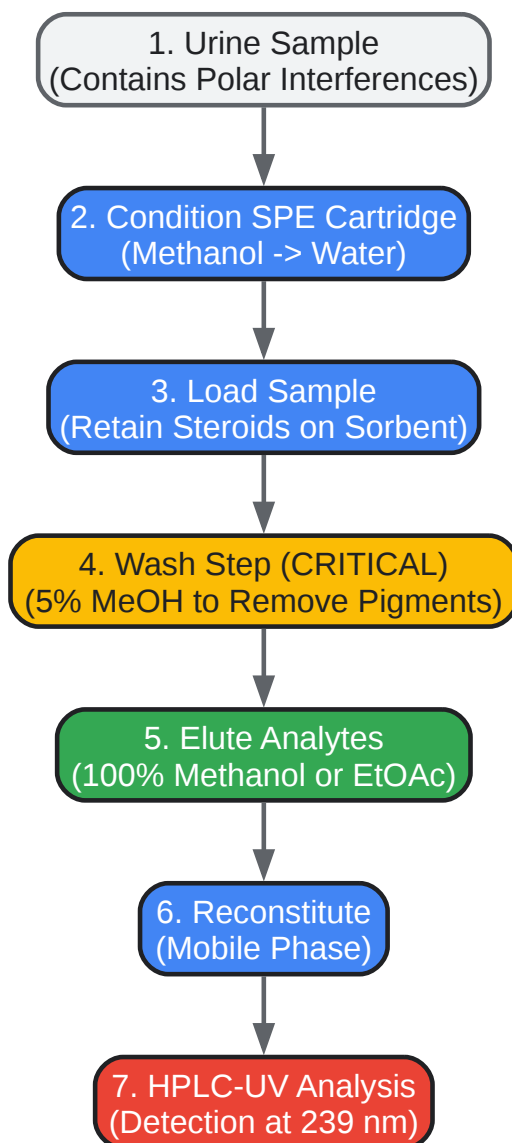 1. Urine Sample
(Contains Polar Interferences)
2. Condition SPE Cartridge
(Methanol -> Water)
3. Load Sample
(Retain Steroids on Sorbent)
4. Wash Step (CRITICAL)
(5% MeOH to Remove Pigments)
5. Elute Analytes
(100% Methanol or EtOAc)
6. Reconstitute
(Mobile Phase)
7. HPLC-UV Analysis
(Detection at 239 nm)